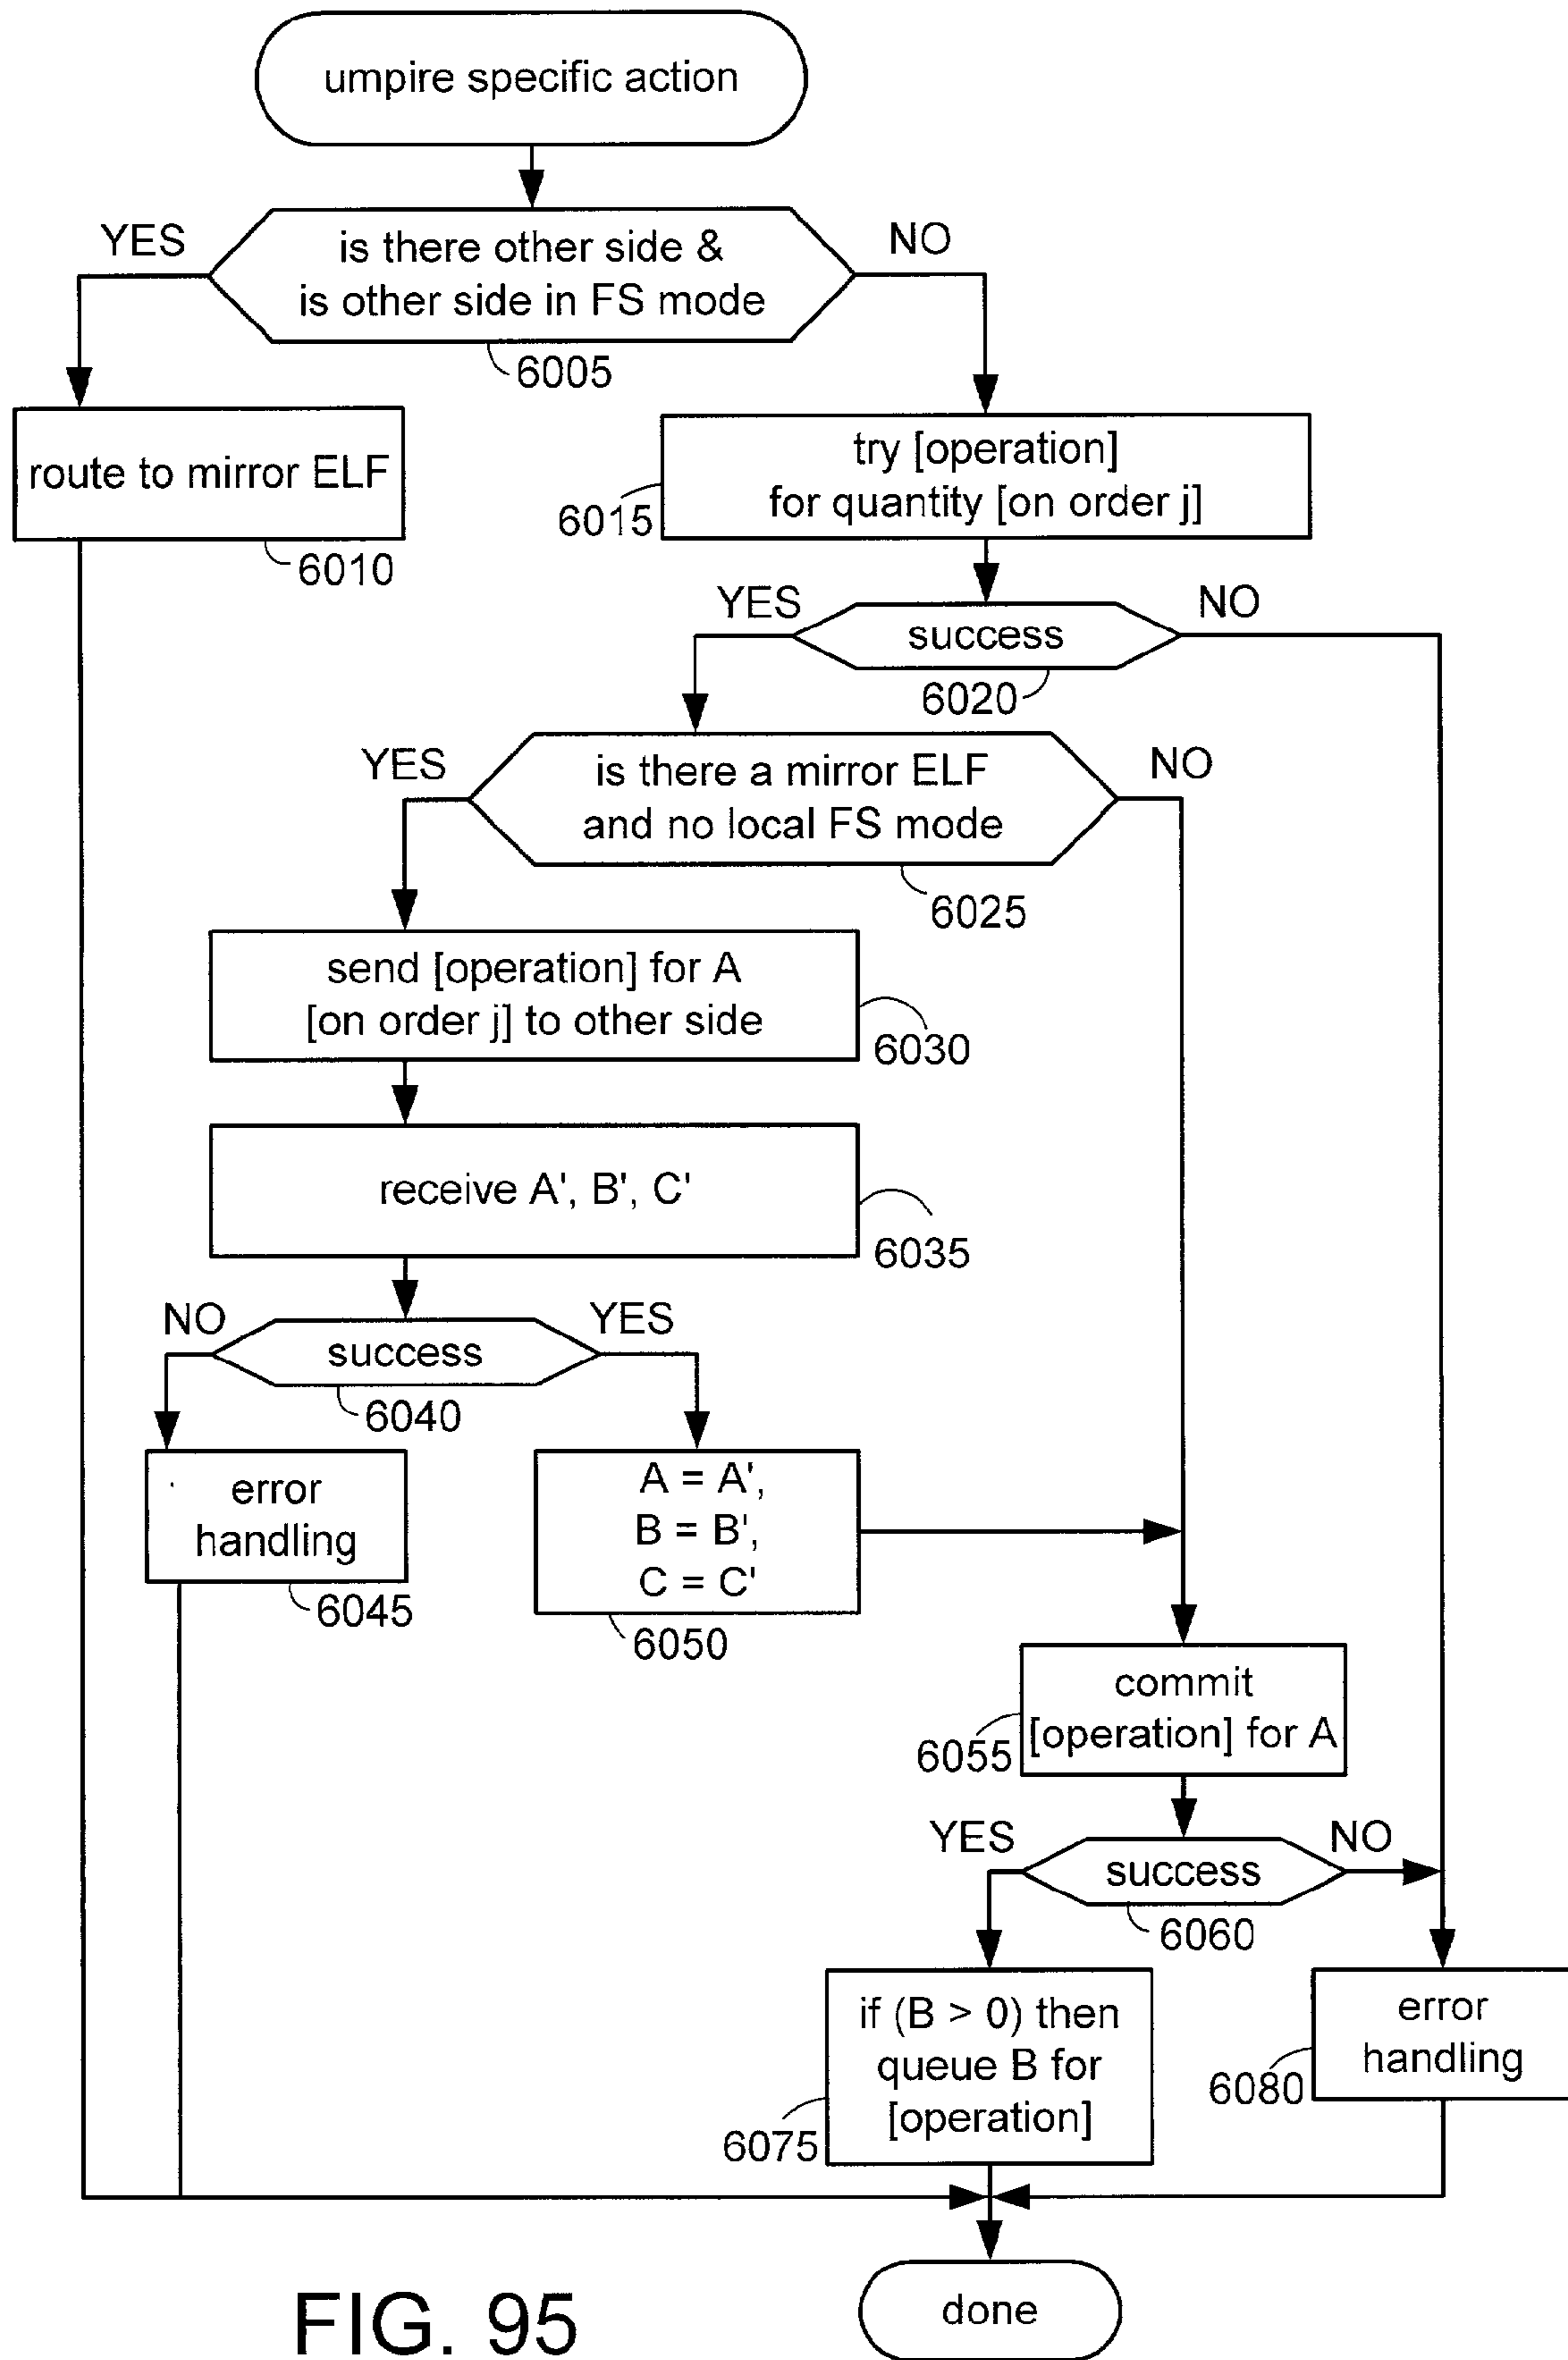 umpire specific action
YES
NO
is there other side &
is other side in FS mode
6005
route to mirror ELF
6010
try [operation]
for quantity [on order j]
6015
YES
NO
success
6020
YES
NO
is there a mirror ELF
and no local FS mode
6025
send [operation] for A
[on order j] to other side
6030
receive A', B', C'
6035
NO
YES
success
6040
error
handling
6045
A = A',
B = B',
C = C'
6050
commit
[operation] for A
6055
YES
NO
success
6060
if (B > 0) then
queue B for
[operation]
6075
error
handling
6080
done
FIG. 95